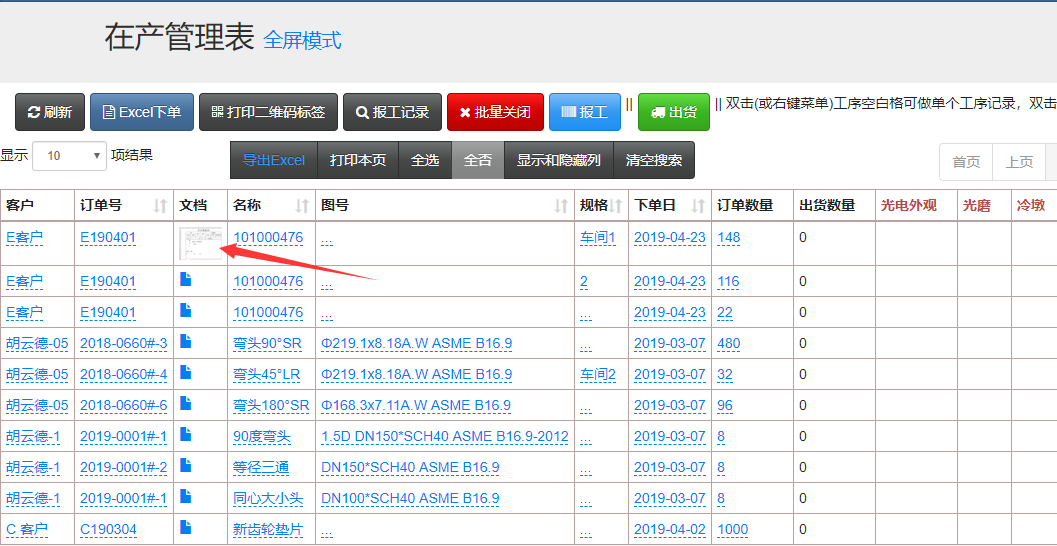 在产管理表 全屏模式
刷新 Excel下单 打印二维码标签 报工记录 批量关闭 报工 || 出货 || 双击(或右键菜单)工序空白格可做单个工序记录，双击
显示 10 项结果 导出Excel 打印本页 全选 全否 显示和隐藏列 清空搜索 首页 上页
客户 订单号 文档 名称 图号 规格 下单日 订单数量 出货数量 光电外观 光磨 冷墩
E客户 E190401 101000476 ... 车间1 2019-04-23 148 0
E客户 E190401 101000476 ... 2 2019-04-23 116 0
E客户 E190401 101000476 ... ... 2019-04-23 22 0
胡云德-05 2018-0660#-3 弯头90°SR Φ219.1x8.18A.W ASME B16.9 ... 2019-03-07 480 0
胡云德-05 2018-0660#-4 弯头45°LR Φ219.1x8.18A.W ASME B16.9 车间2 2019-03-07 32 0
胡云德-05 2018-0660#-6 弯头180°SR Φ168.3x7.11A.W ASME B16.9 ... 2019-03-07 96 0
胡云德-1 2019-0001#-1 90度弯头 1.5D DN150*SCH40 ASME B16.9-2012 ... 2019-03-07 8 0
胡云德-1 2019-0001#-2 等径三通 DN150*SCH40 ASME B16.9 ... 2019-03-07 8 0
胡云德-1 2019-0001#-1 同心大小头 DN100*SCH40 ASME B16.9 ... 2019-03-07 8 0
C 客户 C190304 新齿轮垫片 ... ... 2019-04-02 1000 0